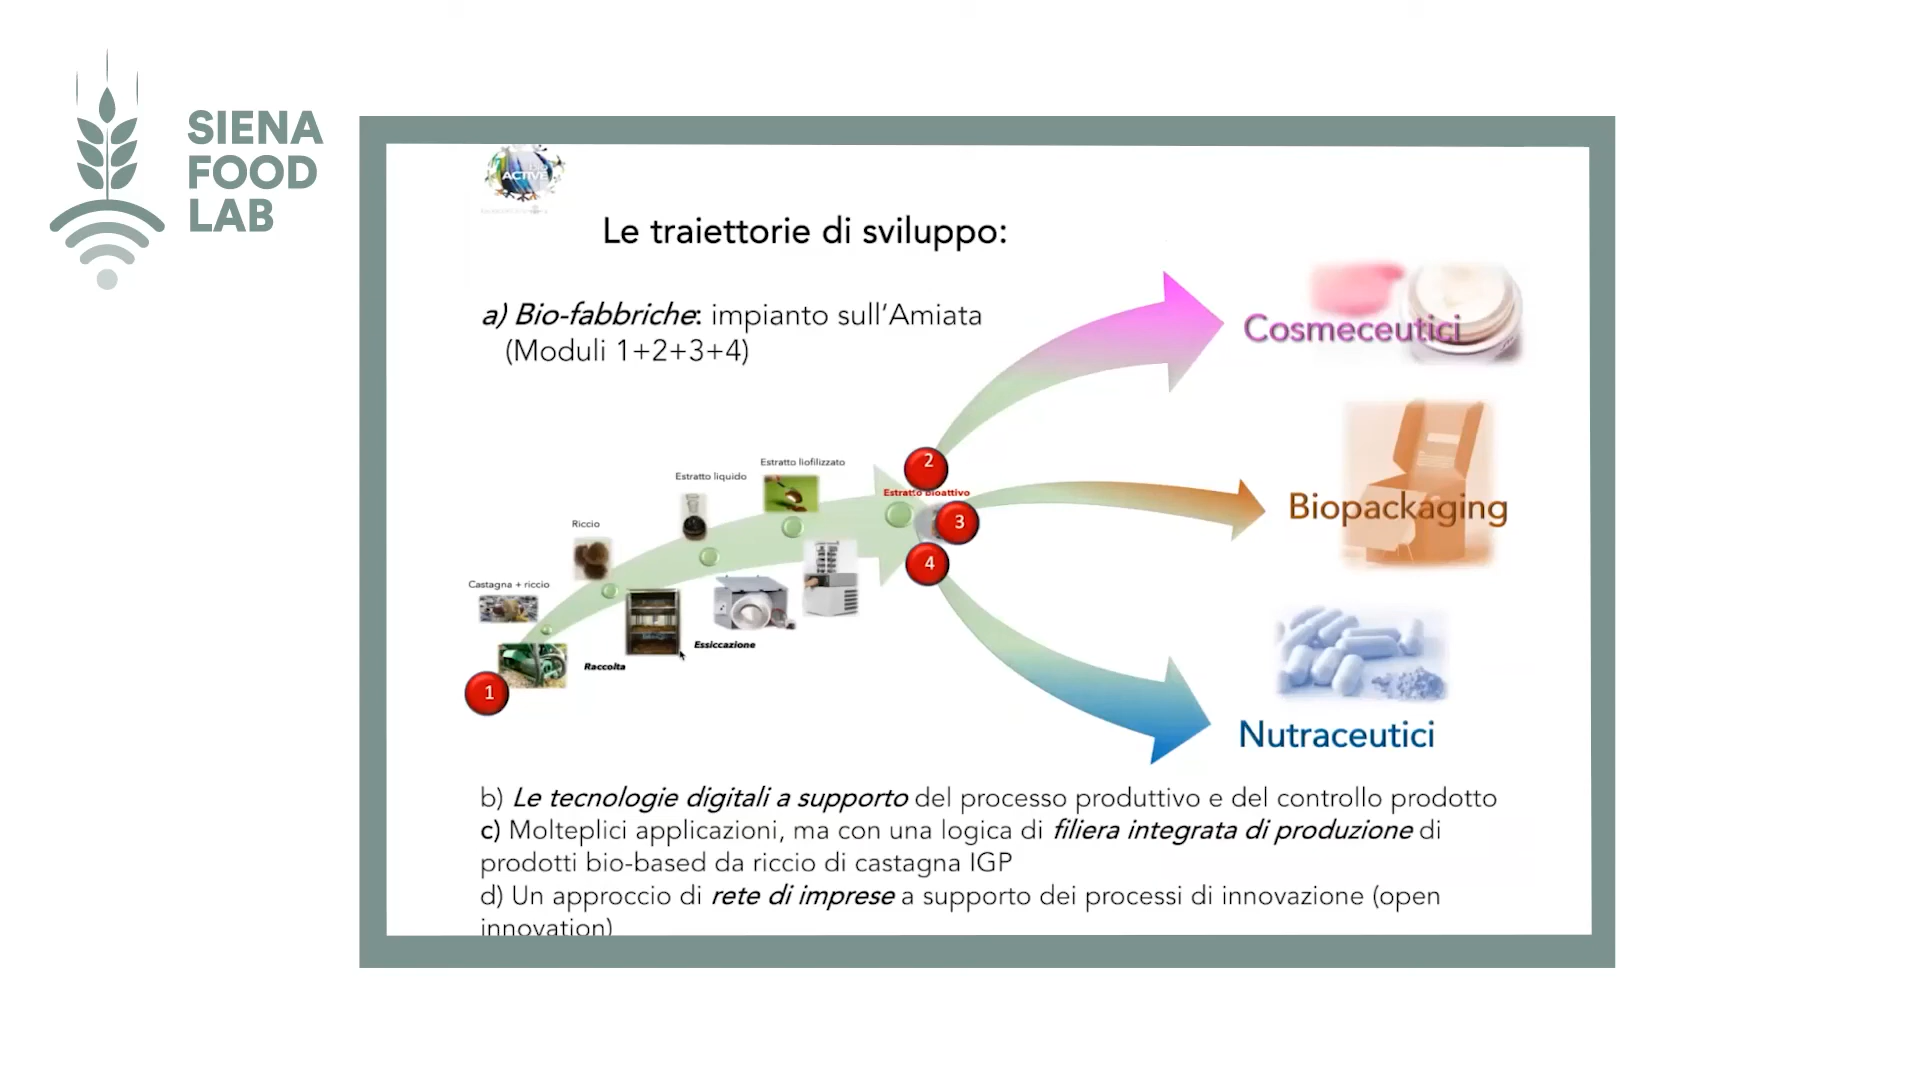 SIENA
FOOD
LAB
ACTIVE
Le traiettorie di sviluppo:
a) Bio-fabbriche: impianto sull'Amiata
(Moduli 1+2+3+4)
Cosmeceutici
Biopackaging
Nutraceutici
Estratto liofilizzato
Estratto liquido
Riccio
Castagna + riccio
2
Estratto bioattivo
3
4
Essiccazione
Raccolta
1
b) Le tecnologie digitali a supporto del processo produttivo e del controllo prodotto
c) Molteplici applicazioni, ma con una logica di filiera integrata di produzione di
prodotti bio-based da riccio di castagna IGP
d) Un approccio di rete di imprese a supporto dei processi di innovazione (open
innovation)